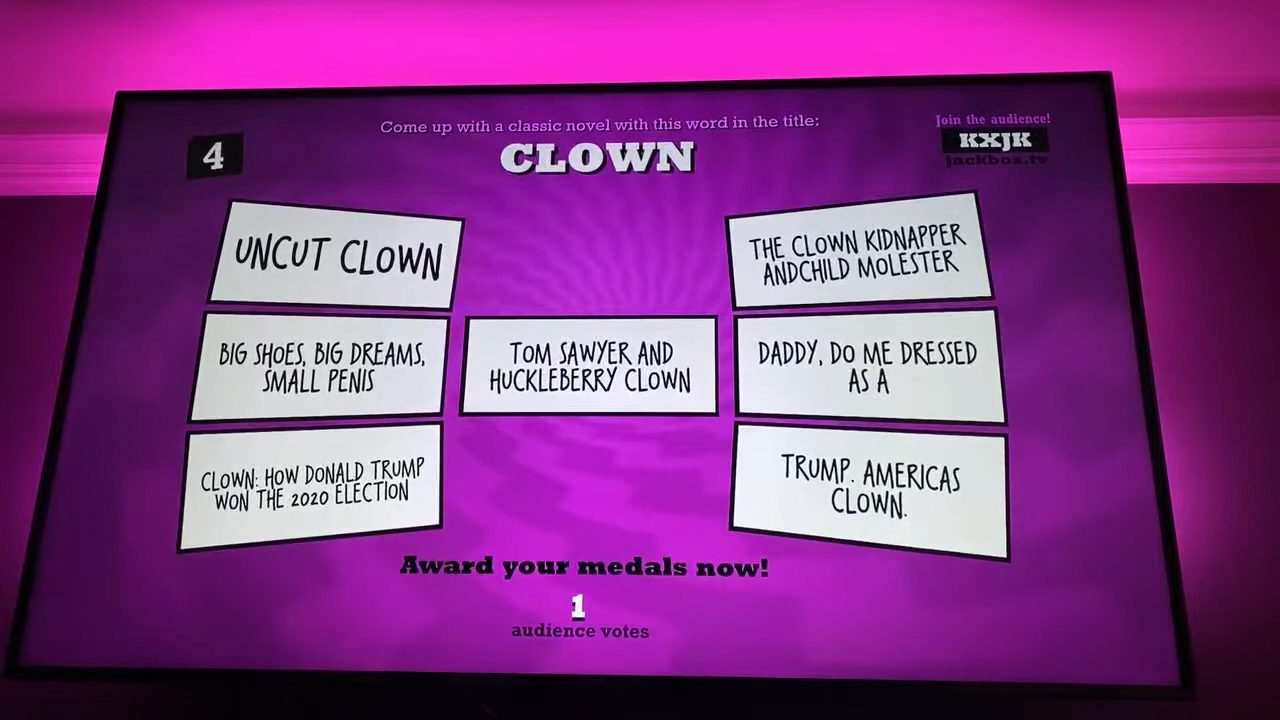 Come up with a classic novel with this word in the title:
CLOWN
4
Join the audience!
KXJK
jackbox.tv
UNCUT CLOWN
THE CLOWN KIDNAPPER
ANDCHILD MOLESTER
BIG SHOES, BIG DREAMS,
SMALL PENIS
TOM SAWYER AND
HUCKLEBERRY CLOWN
DADDY, DO ME DRESSED
AS A
CLOWN: HOW DONALD TRUMP
WON THE 2020 ELECTION
TRUMP. AMERICAS
CLOWN.
Award your medals now!
1
audience votes